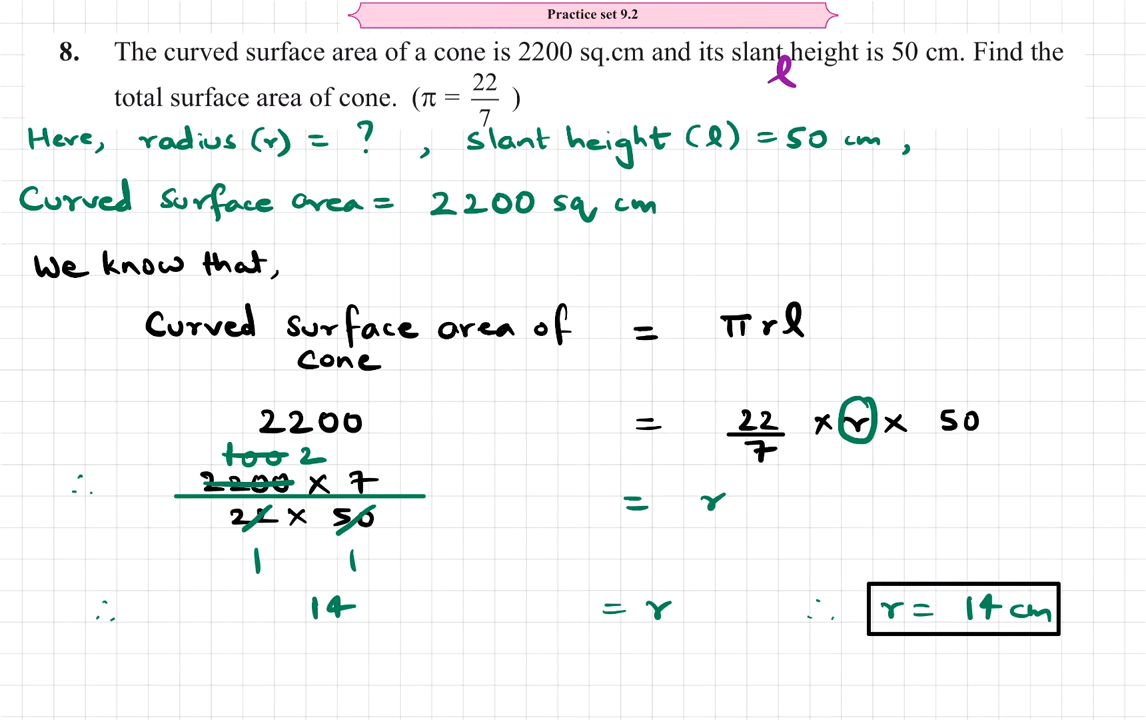 Practice set 9.2
8. The curved surface area of a cone is 2200 sq.cm and its slant height is 50 cm. Find the
l
total surface area of cone. (π = 22/7 )
Here, radius (r) = ? , slant height (l) = 50 cm,
Curved surface area = 2200 sq cm
We know that,
Curved surface area of = πrl
cone
2200 = 22/7 × r × 50
100 2
∴ 2200 × 7 / 22 × 50 = r
1 1
∴ 14 = r ∴ r = 14 cm